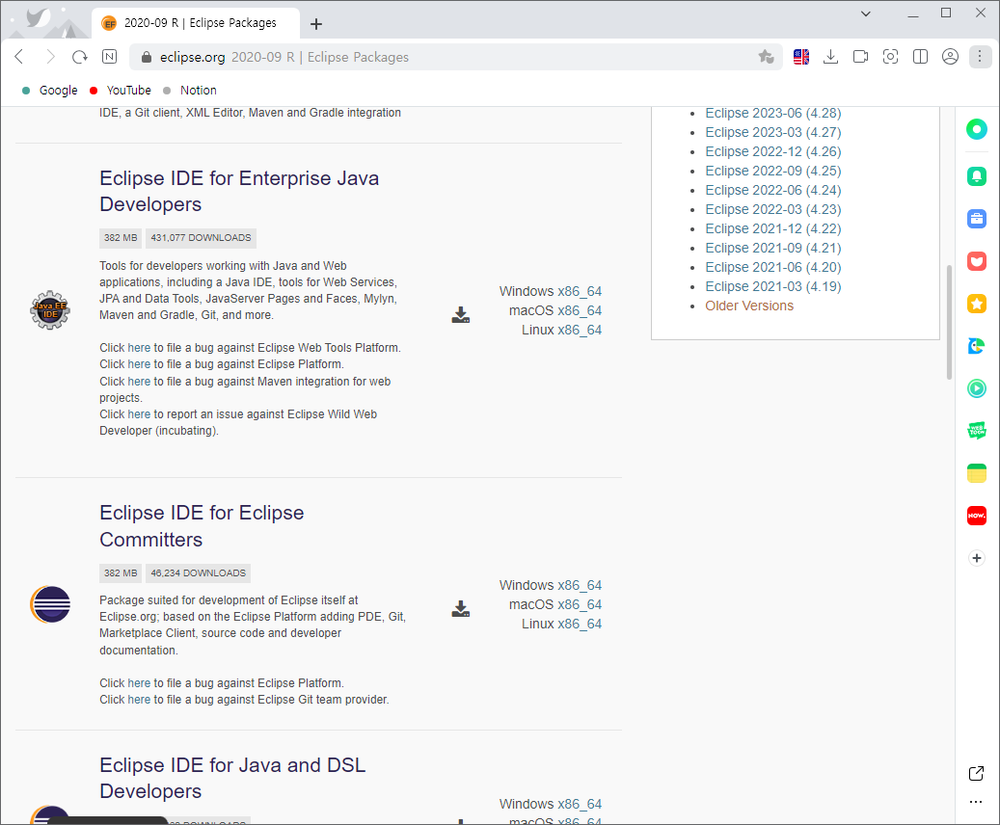 2020-09 R | Eclipse Packages
eclipse.org 2020-09 R | Eclipse Packages
Google
YouTube
Notion
IDE, a Git client, XML Editor, Maven and Gradle integration
Eclipse IDE for Enterprise Java
Developers
382 MB
431,077 DOWNLOADS
Tools for developers working with Java and Web
applications, including a Java IDE, tools for Web Services,
JPA and Data Tools, JavaServer Pages and Faces, Mylyn,
Maven and Gradle, Git, and more.
Click here to file a bug against Eclipse Web Tools Platform.
Click here to file a bug against Eclipse Platform.
Click here to file a bug against Maven integration for web
projects.
Click here to report an issue against Eclipse Wild Web
Developer (incubating).
Java EE
IDE
Windows x86_64
macOS x86_64
Linux x86_64
Eclipse IDE for Eclipse
Committers
382 MB
46,234 DOWNLOADS
Package suited for development of Eclipse itself at
Eclipse.org; based on the Eclipse Platform adding PDE, Git,
Marketplace Client, source code and developer
documentation.
Click here to file a bug against Eclipse Platform.
Click here to file a bug against Eclipse Git team provider.
Windows x86_64
macOS x86_64
Linux x86_64
Eclipse IDE for Java and DSL
Developers
DOWNLOADS
Windows x86_64
macOS x86_64
Eclipse 2023-06 (4.28)
Eclipse 2023-03 (4.27)
Eclipse 2022-12 (4.26)
Eclipse 2022-09 (4.25)
Eclipse 2022-06 (4.24)
Eclipse 2022-03 (4.23)
Eclipse 2021-12 (4.22)
Eclipse 2021-09 (4.21)
Eclipse 2021-06 (4.20)
Eclipse 2021-03 (4.19)
Older Versions
WEB
TOON
NOW.